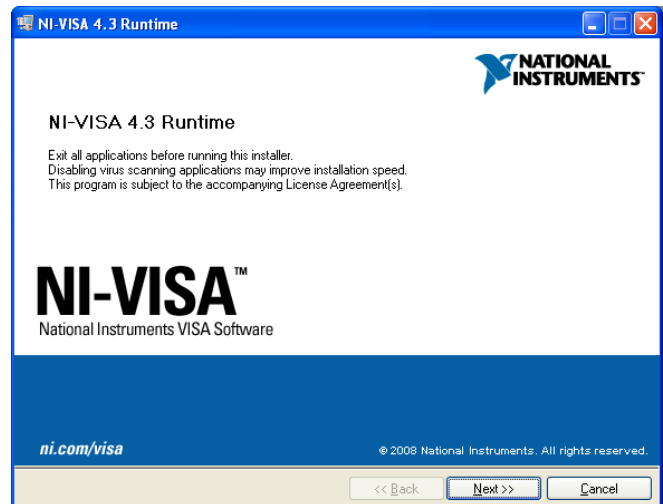 NI-VISA 4.3 Runtime
NATIONAL
INSTRUMENTS™
NI-VISA 4.3 Runtime
Exit all applications before running this installer.
Disabling virus scanning applications may improve installation speed.
This program is subject to the accompanying License Agreement(s).
NI-VISA™
National Instruments VISA Software
ni.com/visa
© 2008 National Instruments. All rights reserved.
<< Back
Next >>
Cancel